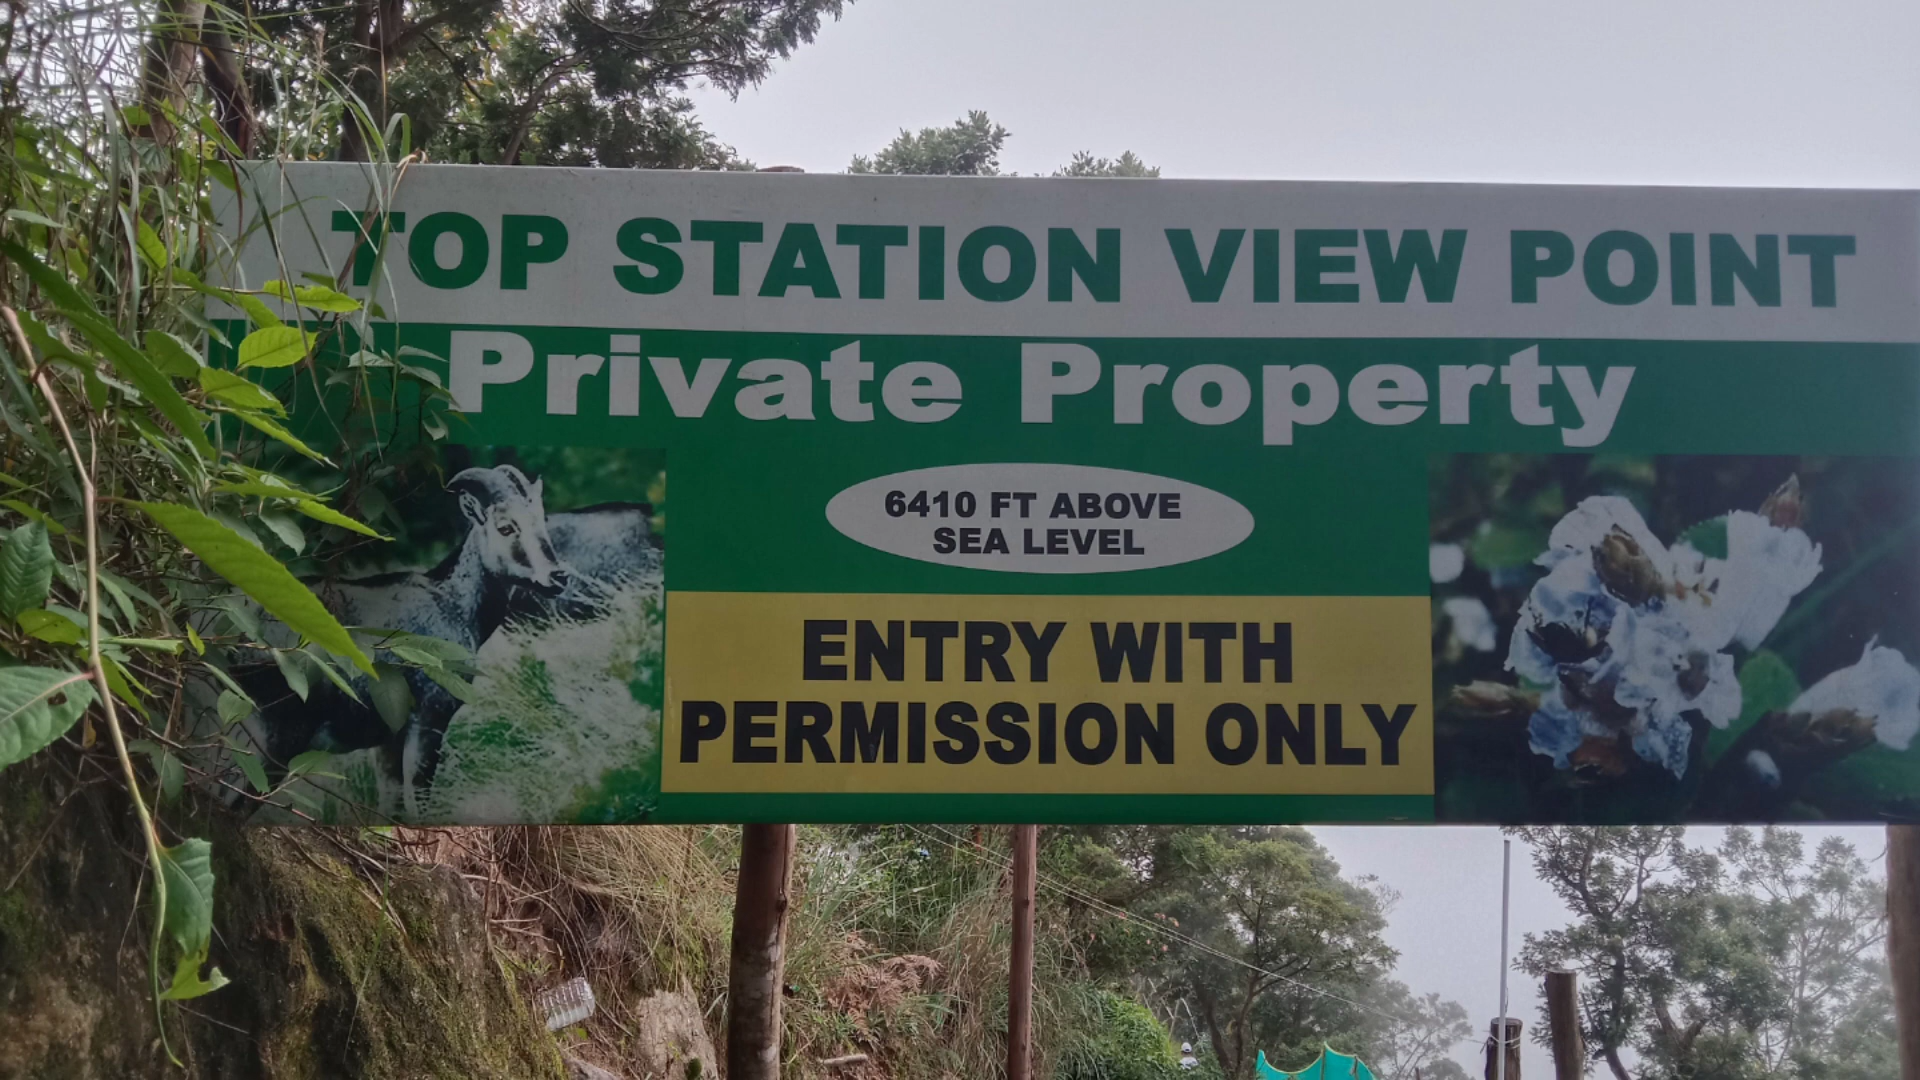 TOP STATION VIEW POINT
Private Property
6410 FT ABOVE
SEA LEVEL
ENTRY WITH
PERMISSION ONLY